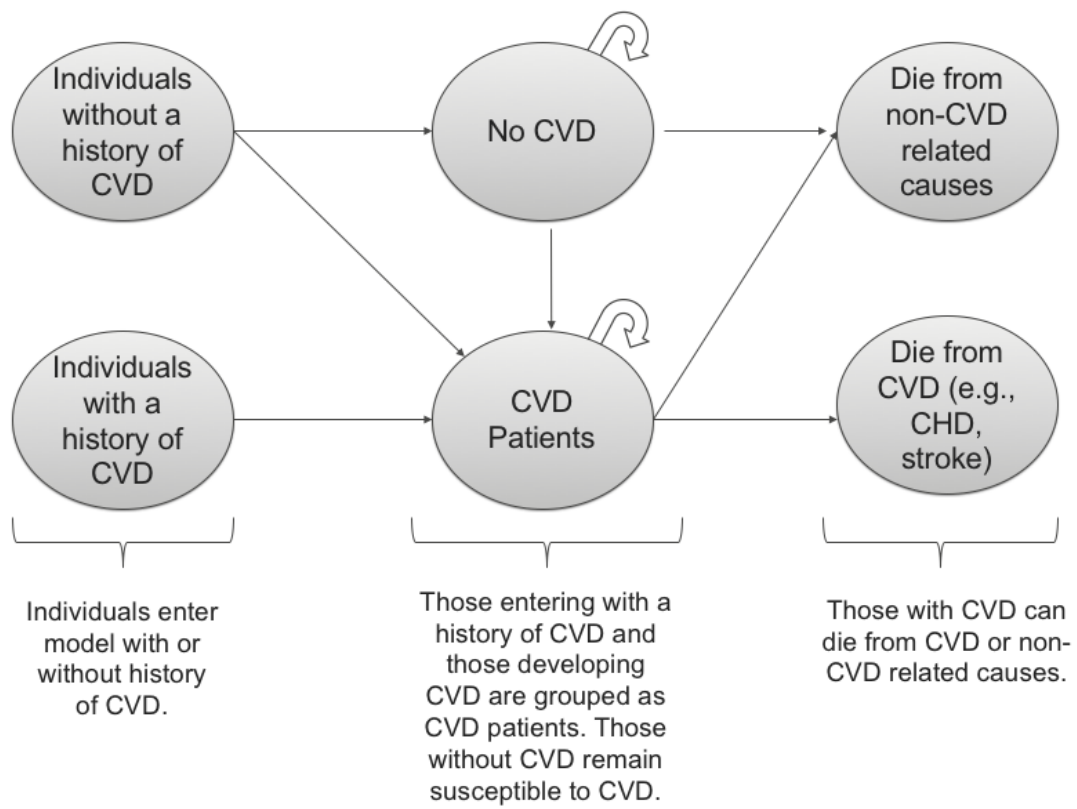 Individuals
without a
history of
CVD
No CVD
Die from
non-CVD
related
causes
Individuals
with a
history of
CVD
CVD
Patients
Die from
CVD (e.g.,
CHD,
stroke)
Individuals enter
model with or
without history
of CVD.
Those entering with a
history of CVD and
those developing
CVD are grouped as
CVD patients. Those
without CVD remain
susceptible to CVD.
Those with CVD can
die from CVD or non-
CVD related causes.